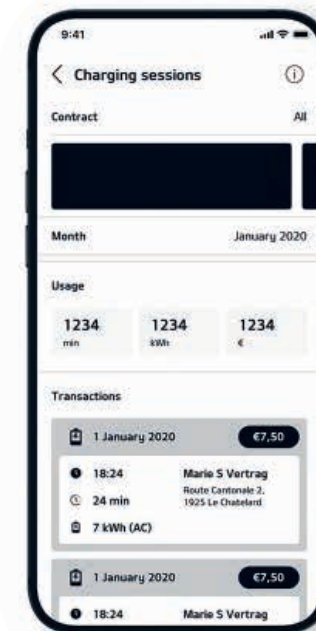 9:41
Charging sessions
Contract All
Month January 2020
Usage
1234 1234 1234
min kWh €
Transactions
1 January 2020 €7,50
18:24 Marie S Vertrag
Route Cantonale 2,
24 min 1925 Le Chatelard
7 kWh (AC)
1 January 2020 €7,50
18:24 Marie S Vertrag